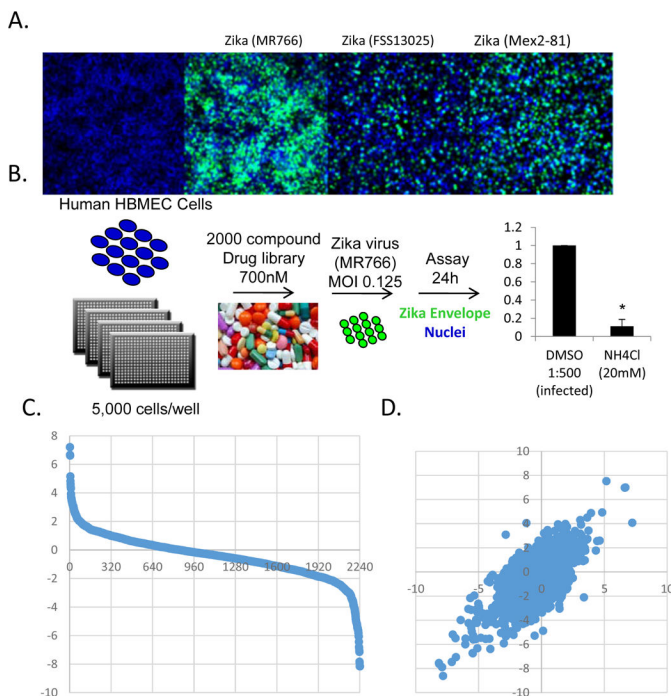 A.
Zika (MR766) Zika (FSS13025) Zika (Mex2-81)
B.
Human HBMEC Cells
2000 compound
Drug library
700nM
Zika virus
(MR766)
MOI 0.125
Assay
24h
Zika Envelope
Nuclei
5,000 cells/well
1.2
1
0.8
0.6
0.4
0.2
0
*
DMSO
1:500
(infected)
NH4Cl
(20mM)
C.
8
6
4
2
0
-2
-4
-6
-8
-10
0 320 640 960 1280 1600 1920 2240
D.
10
8
6
4
2
0
-2
-4
-6
-8
-10
-10 -5 0 5 10